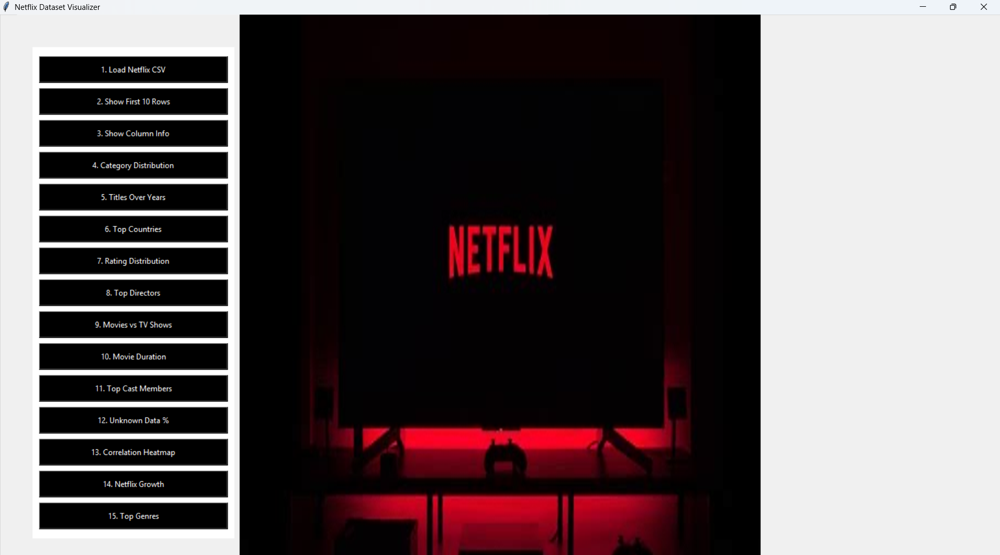 Netflix Dataset Visualizer
1. Load Netflix CSV
2. Show First 10 Rows
3. Show Column Info
4. Category Distribution
5. Titles Over Years
6. Top Countries
7. Rating Distribution
8. Top Directors
9. Movies vs TV Shows
10. Movie Duration
11. Top Cast Members
12. Unknown Data %
13. Correlation Heatmap
14. Netflix Growth
15. Top Genres
NETFLIX